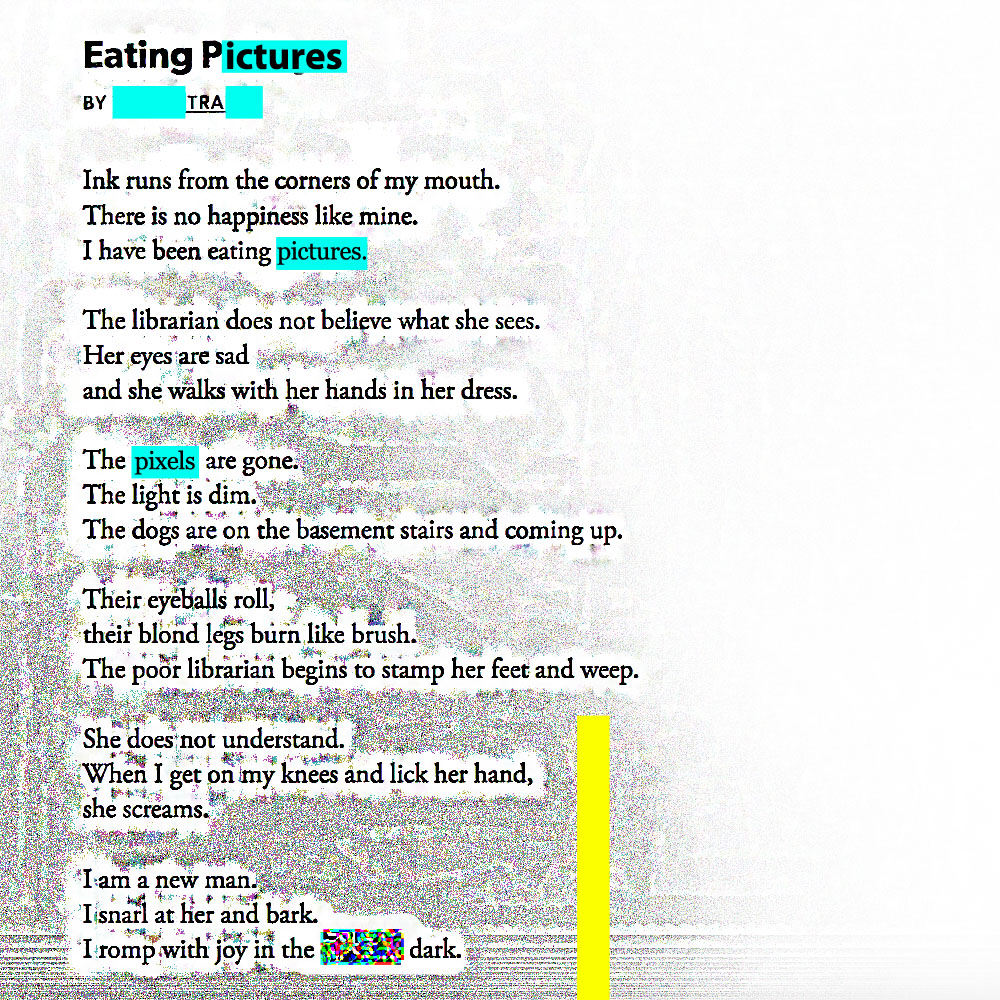 Eating Pictures
BY TRA
Ink runs from the corners of my mouth.
There is no happiness like mine.
I have been eating pictures.
The librarian does not believe what she sees.
Her eyes are sad
and she walks with her hands in her dress.
The pixels are gone.
The light is dim.
The dogs are on the basement stairs and coming up.
Their eyeballs roll,
their blond legs burn like brush.
The poor librarian begins to stamp her feet and weep.
She does not understand.
When I get on my knees and lick her hand,
she screams.
I am a new man.
I snarl at her and bark.
I romp with joy in the dark.